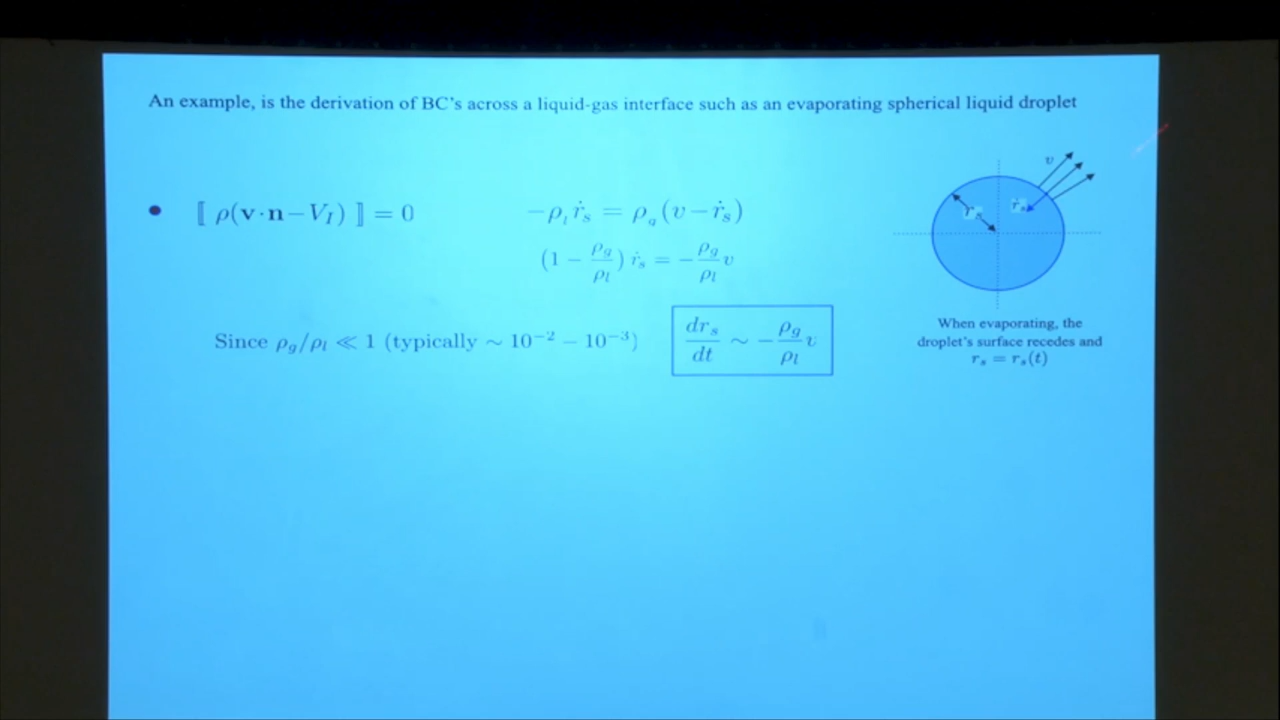 An example, is the derivation of BC's across a liquid-gas interface such as an evaporating spherical liquid droplet
• ⟦ ρ(v·n−V_I) ⟧ = 0
−ρ_l ṙ_s = ρ_g(v−ṙ_s)
(1 − ρ_g/ρ_l) ṙ_s = −ρ_g/ρ_l v
Since ρ_g/ρ_l ≪ 1 (typically ∼ 10^−2 − 10^−3)
dr_s/dt ∼ −ρ_g/ρ_l v
v
r_s
ṙ_s
When evaporating, the
droplet's surface recedes and
r_s = r_s(t)